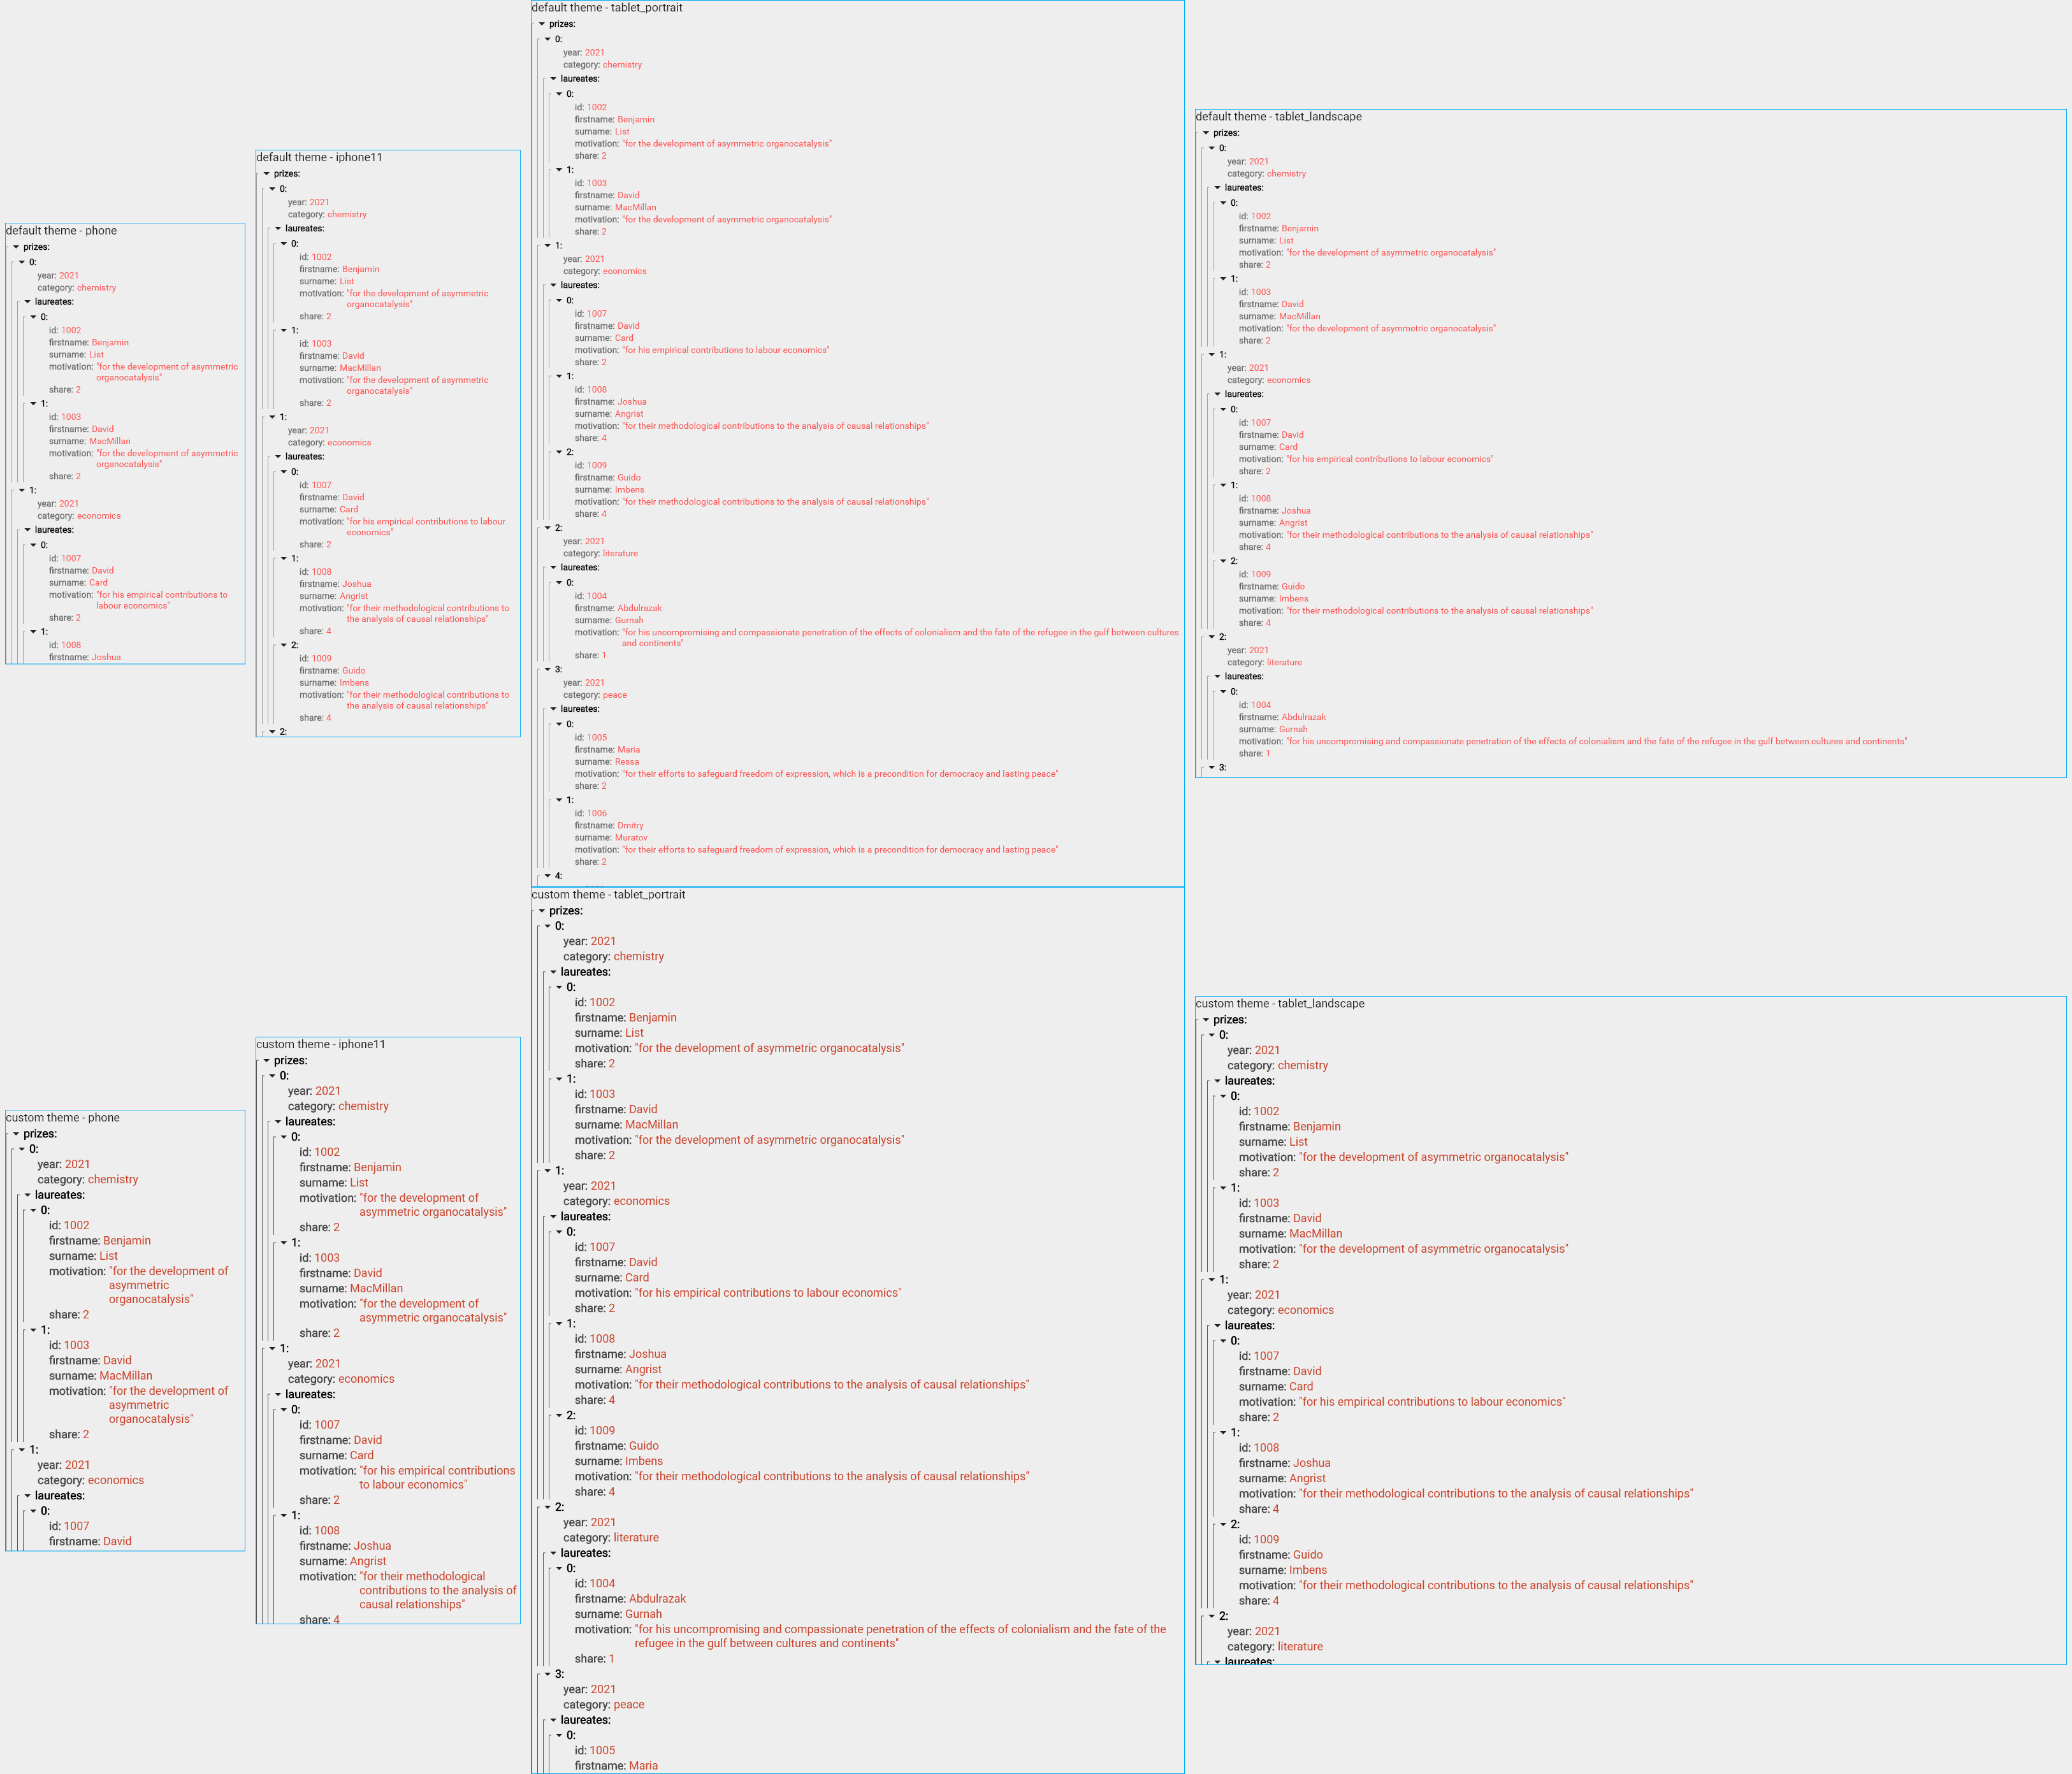 default theme - phone
prizes:
0:
year: 2021
category: chemistry
laureates:
0:
id: 1002
firstname: Benjamin
surname: List
motivation: "for the development of asymmetric
organocatalysis"
share: 2
1:
id: 1003
firstname: David
surname: MacMillan
motivation: "for the development of asymmetric
organocatalysis"
share: 2
1:
year: 2021
category: economics
laureates:
0:
id: 1007
firstname: David
surname: Card
motivation: "for his empirical contributions to
labour economics"
share: 2
1:
id: 1008
firstname: Joshua
default theme - iphone11
prizes:
0:
year: 2021
category: chemistry
laureates:
0:
id: 1002
firstname: Benjamin
surname: List
motivation: "for the development of asymmetric
organocatalysis"
share: 2
1:
id: 1003
firstname: David
surname: MacMillan
motivation: "for the development of asymmetric
organocatalysis"
share: 2
1:
year: 2021
category: economics
laureates:
0:
id: 1007
firstname: David
surname: Card
motivation: "for his empirical contributions to labour
economics"
share: 2
1:
id: 1008
firstname: Joshua
surname: Angrist
motivation: "for their methodological contributions to
the analysis of causal relationships"
share: 4
2:
id: 1009
firstname: Guido
surname: Imbens
motivation: "for their methodological contributions to
the analysis of causal relationships"
share: 4
2:
default theme - tablet_portrait
prizes:
0:
year: 2021
category: chemistry
laureates:
0:
id: 1002
firstname: Benjamin
surname: List
motivation: "for the development of asymmetric organocatalysis"
share: 2
1:
id: 1003
firstname: David
surname: MacMillan
motivation: "for the development of asymmetric organocatalysis"
share: 2
1:
year: 2021
category: economics
laureates:
0:
id: 1007
firstname: David
surname: Card
motivation: "for his empirical contributions to labour economics"
share: 2
1:
id: 1008
firstname: Joshua
surname: Angrist
motivation: "for their methodological contributions to the analysis of causal relationships"
share: 4
2:
id: 1009
firstname: Guido
surname: Imbens
motivation: "for their methodological contributions to the analysis of causal relationships"
share: 4
2:
year: 2021
category: literature
laureates:
0:
id: 1004
firstname: Abdulrazak
surname: Gurnah
motivation: "for his uncompromising and compassionate penetration of the effects of colonialism and the fate of the refugee in the gulf between cultures
and continents"
share: 1
3:
year: 2021
category: peace
laureates:
0:
id: 1005
firstname: Maria
surname: Ressa
motivation: "for their efforts to safeguard freedom of expression, which is a precondition for democracy and lasting peace"
share: 2
1:
id: 1006
firstname: Dmitry
surname: Muratov
motivation: "for their efforts to safeguard freedom of expression, which is a precondition for democracy and lasting peace"
share: 2
4:
default theme - tablet_landscape
prizes:
0:
year: 2021
category: chemistry
laureates:
0:
id: 1002
firstname: Benjamin
surname: List
motivation: "for the development of asymmetric organocatalysis"
share: 2
1:
id: 1003
firstname: David
surname: MacMillan
motivation: "for the development of asymmetric organocatalysis"
share: 2
1:
year: 2021
category: economics
laureates:
0:
id: 1007
firstname: David
surname: Card
motivation: "for his empirical contributions to labour economics"
share: 2
1:
id: 1008
firstname: Joshua
surname: Angrist
motivation: "for their methodological contributions to the analysis of causal relationships"
share: 4
2:
id: 1009
firstname: Guido
surname: Imbens
motivation: "for their methodological contributions to the analysis of causal relationships"
share: 4
2:
year: 2021
category: literature
laureates:
0:
id: 1004
firstname: Abdulrazak
surname: Gurnah
motivation: "for his uncompromising and compassionate penetration of the effects of colonialism and the fate of the refugee in the gulf between cultures and continents"
share: 1
3:
custom theme - phone
prizes:
0:
year: 2021
category: chemistry
laureates:
0:
id: 1002
firstname: Benjamin
surname: List
motivation: "for the development of
asymmetric
organocatalysis"
share: 2
1:
id: 1003
firstname: David
surname: MacMillan
motivation: "for the development of
asymmetric
organocatalysis"
share: 2
1:
year: 2021
category: economics
laureates:
0:
id: 1007
firstname: David
custom theme - iphone11
prizes:
0:
year: 2021
category: chemistry
laureates:
0:
id: 1002
firstname: Benjamin
surname: List
motivation: "for the development of
asymmetric organocatalysis"
share: 2
1:
id: 1003
firstname: David
surname: MacMillan
motivation: "for the development of
asymmetric organocatalysis"
share: 2
1:
year: 2021
category: economics
laureates:
0:
id: 1007
firstname: David
surname: Card
motivation: "for his empirical contributions
to labour economics"
share: 2
1:
id: 1008
firstname: Joshua
surname: Angrist
motivation: "for their methodological
contributions to the analysis of
causal relationships"
share: 4
custom theme - tablet_portrait
prizes:
0:
year: 2021
category: chemistry
laureates:
0:
id: 1002
firstname: Benjamin
surname: List
motivation: "for the development of asymmetric organocatalysis"
share: 2
1:
id: 1003
firstname: David
surname: MacMillan
motivation: "for the development of asymmetric organocatalysis"
share: 2
1:
year: 2021
category: economics
laureates:
0:
id: 1007
firstname: David
surname: Card
motivation: "for his empirical contributions to labour economics"
share: 2
1:
id: 1008
firstname: Joshua
surname: Angrist
motivation: "for their methodological contributions to the analysis of causal relationships"
share: 4
2:
id: 1009
firstname: Guido
surname: Imbens
motivation: "for their methodological contributions to the analysis of causal relationships"
share: 4
2:
year: 2021
category: literature
laureates:
0:
id: 1004
firstname: Abdulrazak
surname: Gurnah
motivation: "for his uncompromising and compassionate penetration of the effects of colonialism and the fate of the
refugee in the gulf between cultures and continents"
share: 1
3:
year: 2021
category: peace
laureates:
0:
id: 1005
firstname: Maria
custom theme - tablet_landscape
prizes:
0:
year: 2021
category: chemistry
laureates:
0:
id: 1002
firstname: Benjamin
surname: List
motivation: "for the development of asymmetric organocatalysis"
share: 2
1:
id: 1003
firstname: David
surname: MacMillan
motivation: "for the development of asymmetric organocatalysis"
share: 2
1:
year: 2021
category: economics
laureates:
0:
id: 1007
firstname: David
surname: Card
motivation: "for his empirical contributions to labour economics"
share: 2
1:
id: 1008
firstname: Joshua
surname: Angrist
motivation: "for their methodological contributions to the analysis of causal relationships"
share: 4
2:
id: 1009
firstname: Guido
surname: Imbens
motivation: "for their methodological contributions to the analysis of causal relationships"
share: 4
2:
year: 2021
category: literature
laureates: